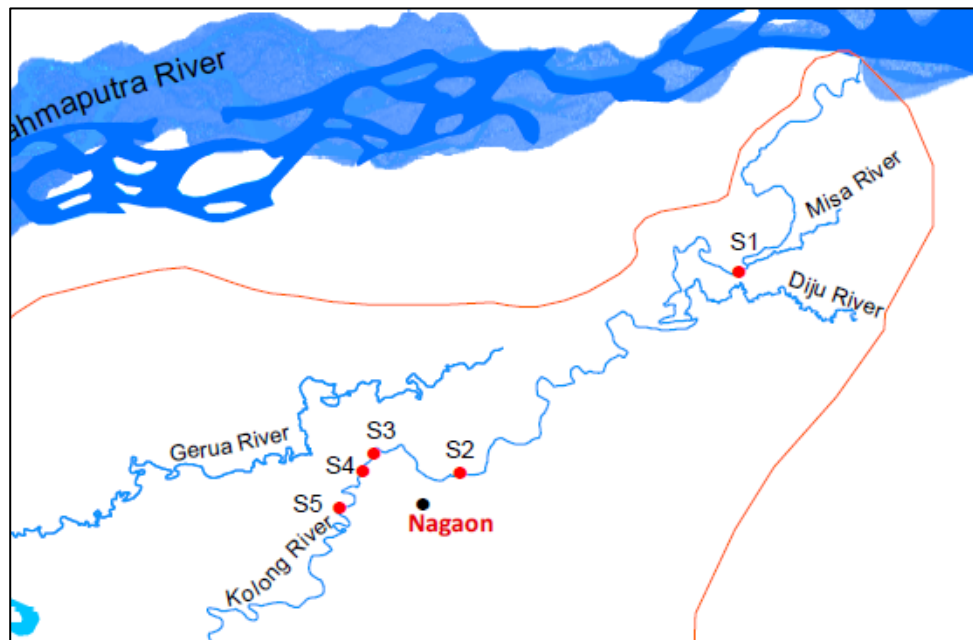 ahmaputra River
Misa River
S1
Diju River
Gerua River
S3
S2
S4
S5
Nagaon
Kolong River